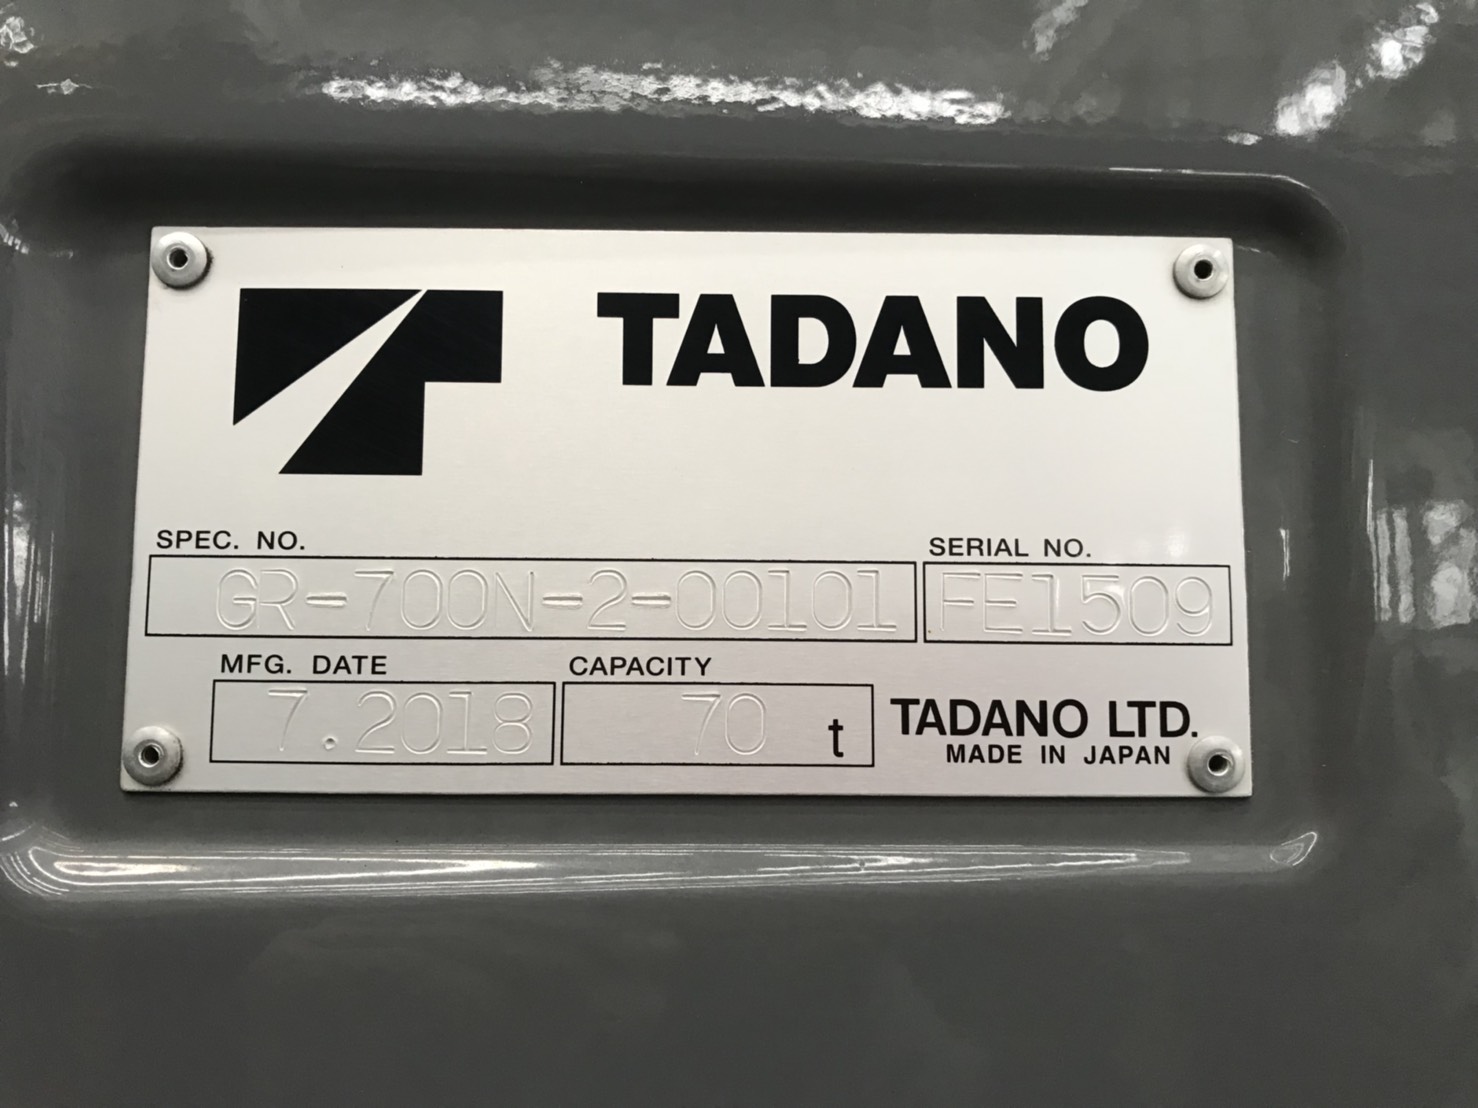 TADANO
SPEC. NO. SERIAL NO.
GR-700N-2-00101 FE1509
MFG. DATE CAPACITY
7.2018 70 t TADANO LTD.
MADE IN JAPAN